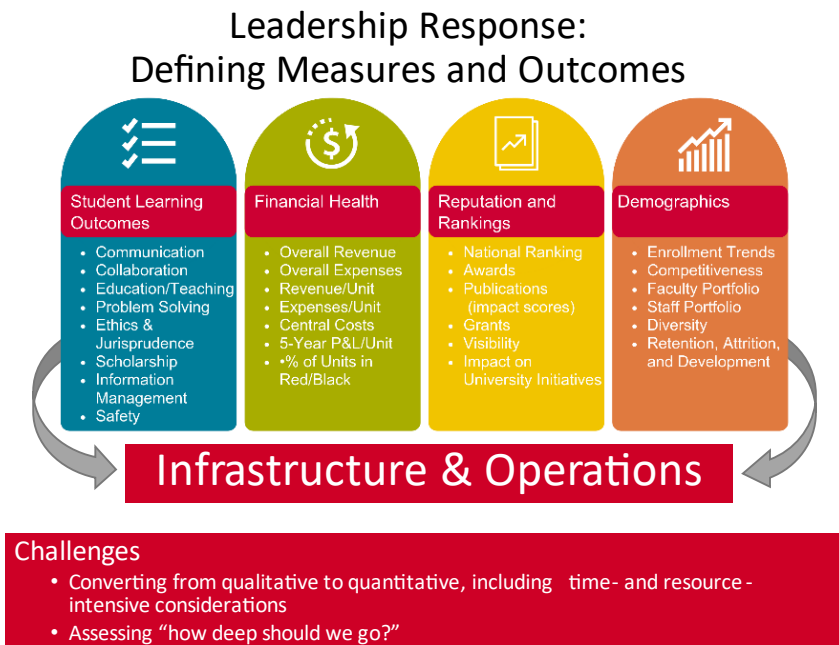 Leadership Response:
Defining Measures and Outcomes
Student Learning
Outcomes
• Communication
• Collaboration
• Education/Teaching
• Problem Solving
• Ethics &
Jurisprudence
• Scholarship
• Information
Management
• Safety
Financial Health
• Overall Revenue
• Overall Expenses
• Revenue/Unit
• Expenses/Unit
• Central Costs
• 5-Year P&L/Unit
• •% of Units in
Red/Black
Reputation and
Rankings
• National Ranking
• Awards
• Publications
(impact scores)
• Grants
• Visibility
• Impact on
University Initiatives
Demographics
• Enrollment Trends
• Competitiveness
• Faculty Portfolio
• Staff Portfolio
• Diversity
• Retention, Attrition,
and Development
Infrastructure & Operations
Challenges
• Converting from qualitative to quantitative, including time- and resource-
intensive considerations
• Assessing “how deep should we go?”